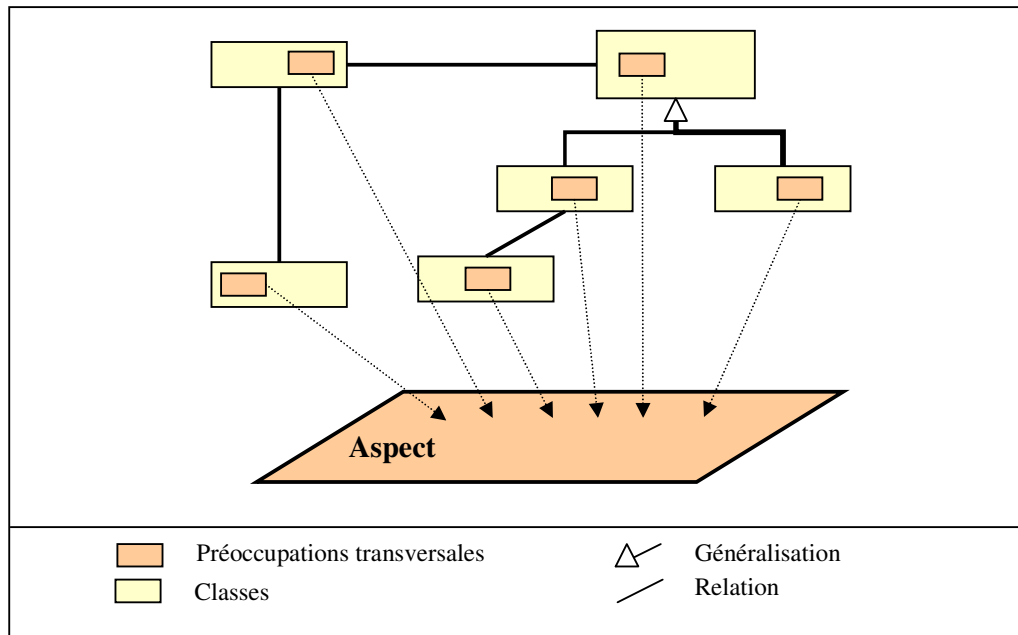 Aspect
Préoccupations transversales
Généralisation
Classes
Relation